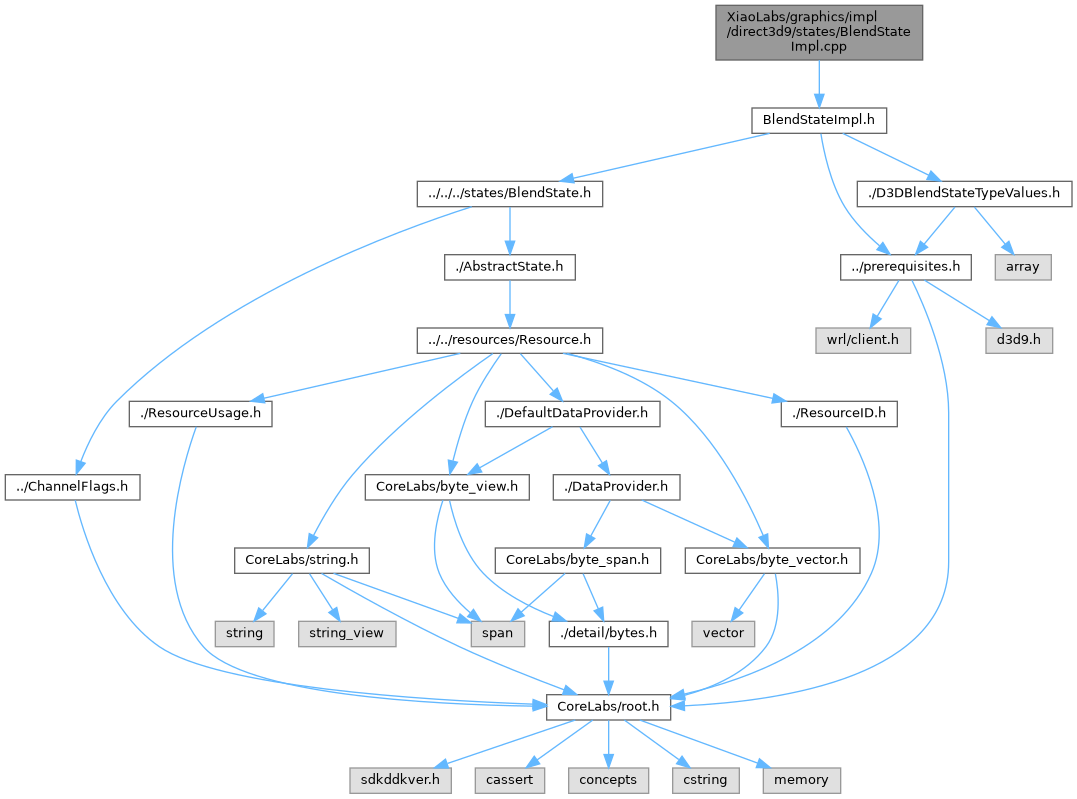 XiaoLabs/graphics/impl
/direct3d9/states/BlendState
Impl.cpp
BlendStateImpl.h
../../../states/BlendState.h
./D3DBlendStateTypeValues.h
./AbstractState.h
../prerequisites.h
array
../../resources/Resource.h
wrl/client.h
d3d9.h
./ResourceUsage.h
./DefaultDataProvider.h
./ResourceID.h
../ChannelFlags.h
CoreLabs/byte_view.h
./DataProvider.h
CoreLabs/string.h
CoreLabs/byte_span.h
CoreLabs/byte_vector.h
string
string_view
span
./detail/bytes.h
vector
CoreLabs/root.h
sdkddkver.h
cassert
concepts
cstring
memory